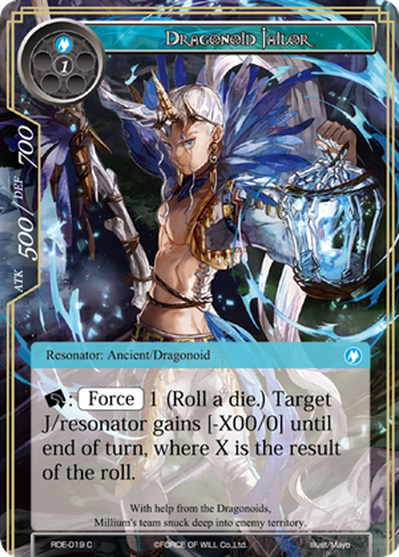 Dragonoid Jailor
1
ATK 500 / DEF 700
Resonator: Ancient/Dragonoid
: Force 1 (Roll a die.) Target
J/resonator gains [-X00/0] until
end of turn, where X is the result
of the roll.
With help from the Dragonoids,
Millium's team snuck deep into enemy territory.
RDE-019 C ©FORCE OF WILL Co.,Ltd. Illust/Mayo